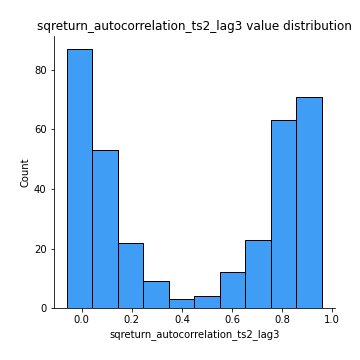 sqreturn_autocorrelation_ts2_lag3 value distribution
80
60
40
20
0
Count
0.0 0.2 0.4 0.6 0.8 1.0
sqreturn_autocorrelation_ts2_lag3